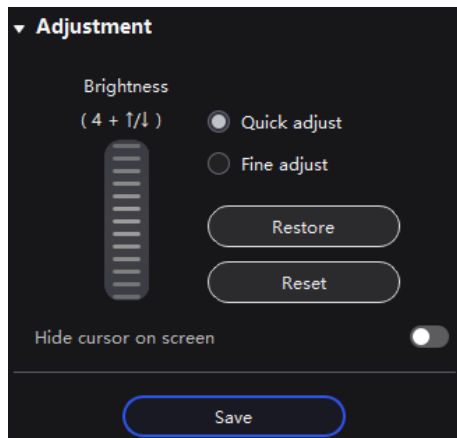 Adjustment
Brightness
( 4 + ↑/↓ )
Quick adjust
Fine adjust
Restore
Reset
Hide cursor on screen
Save